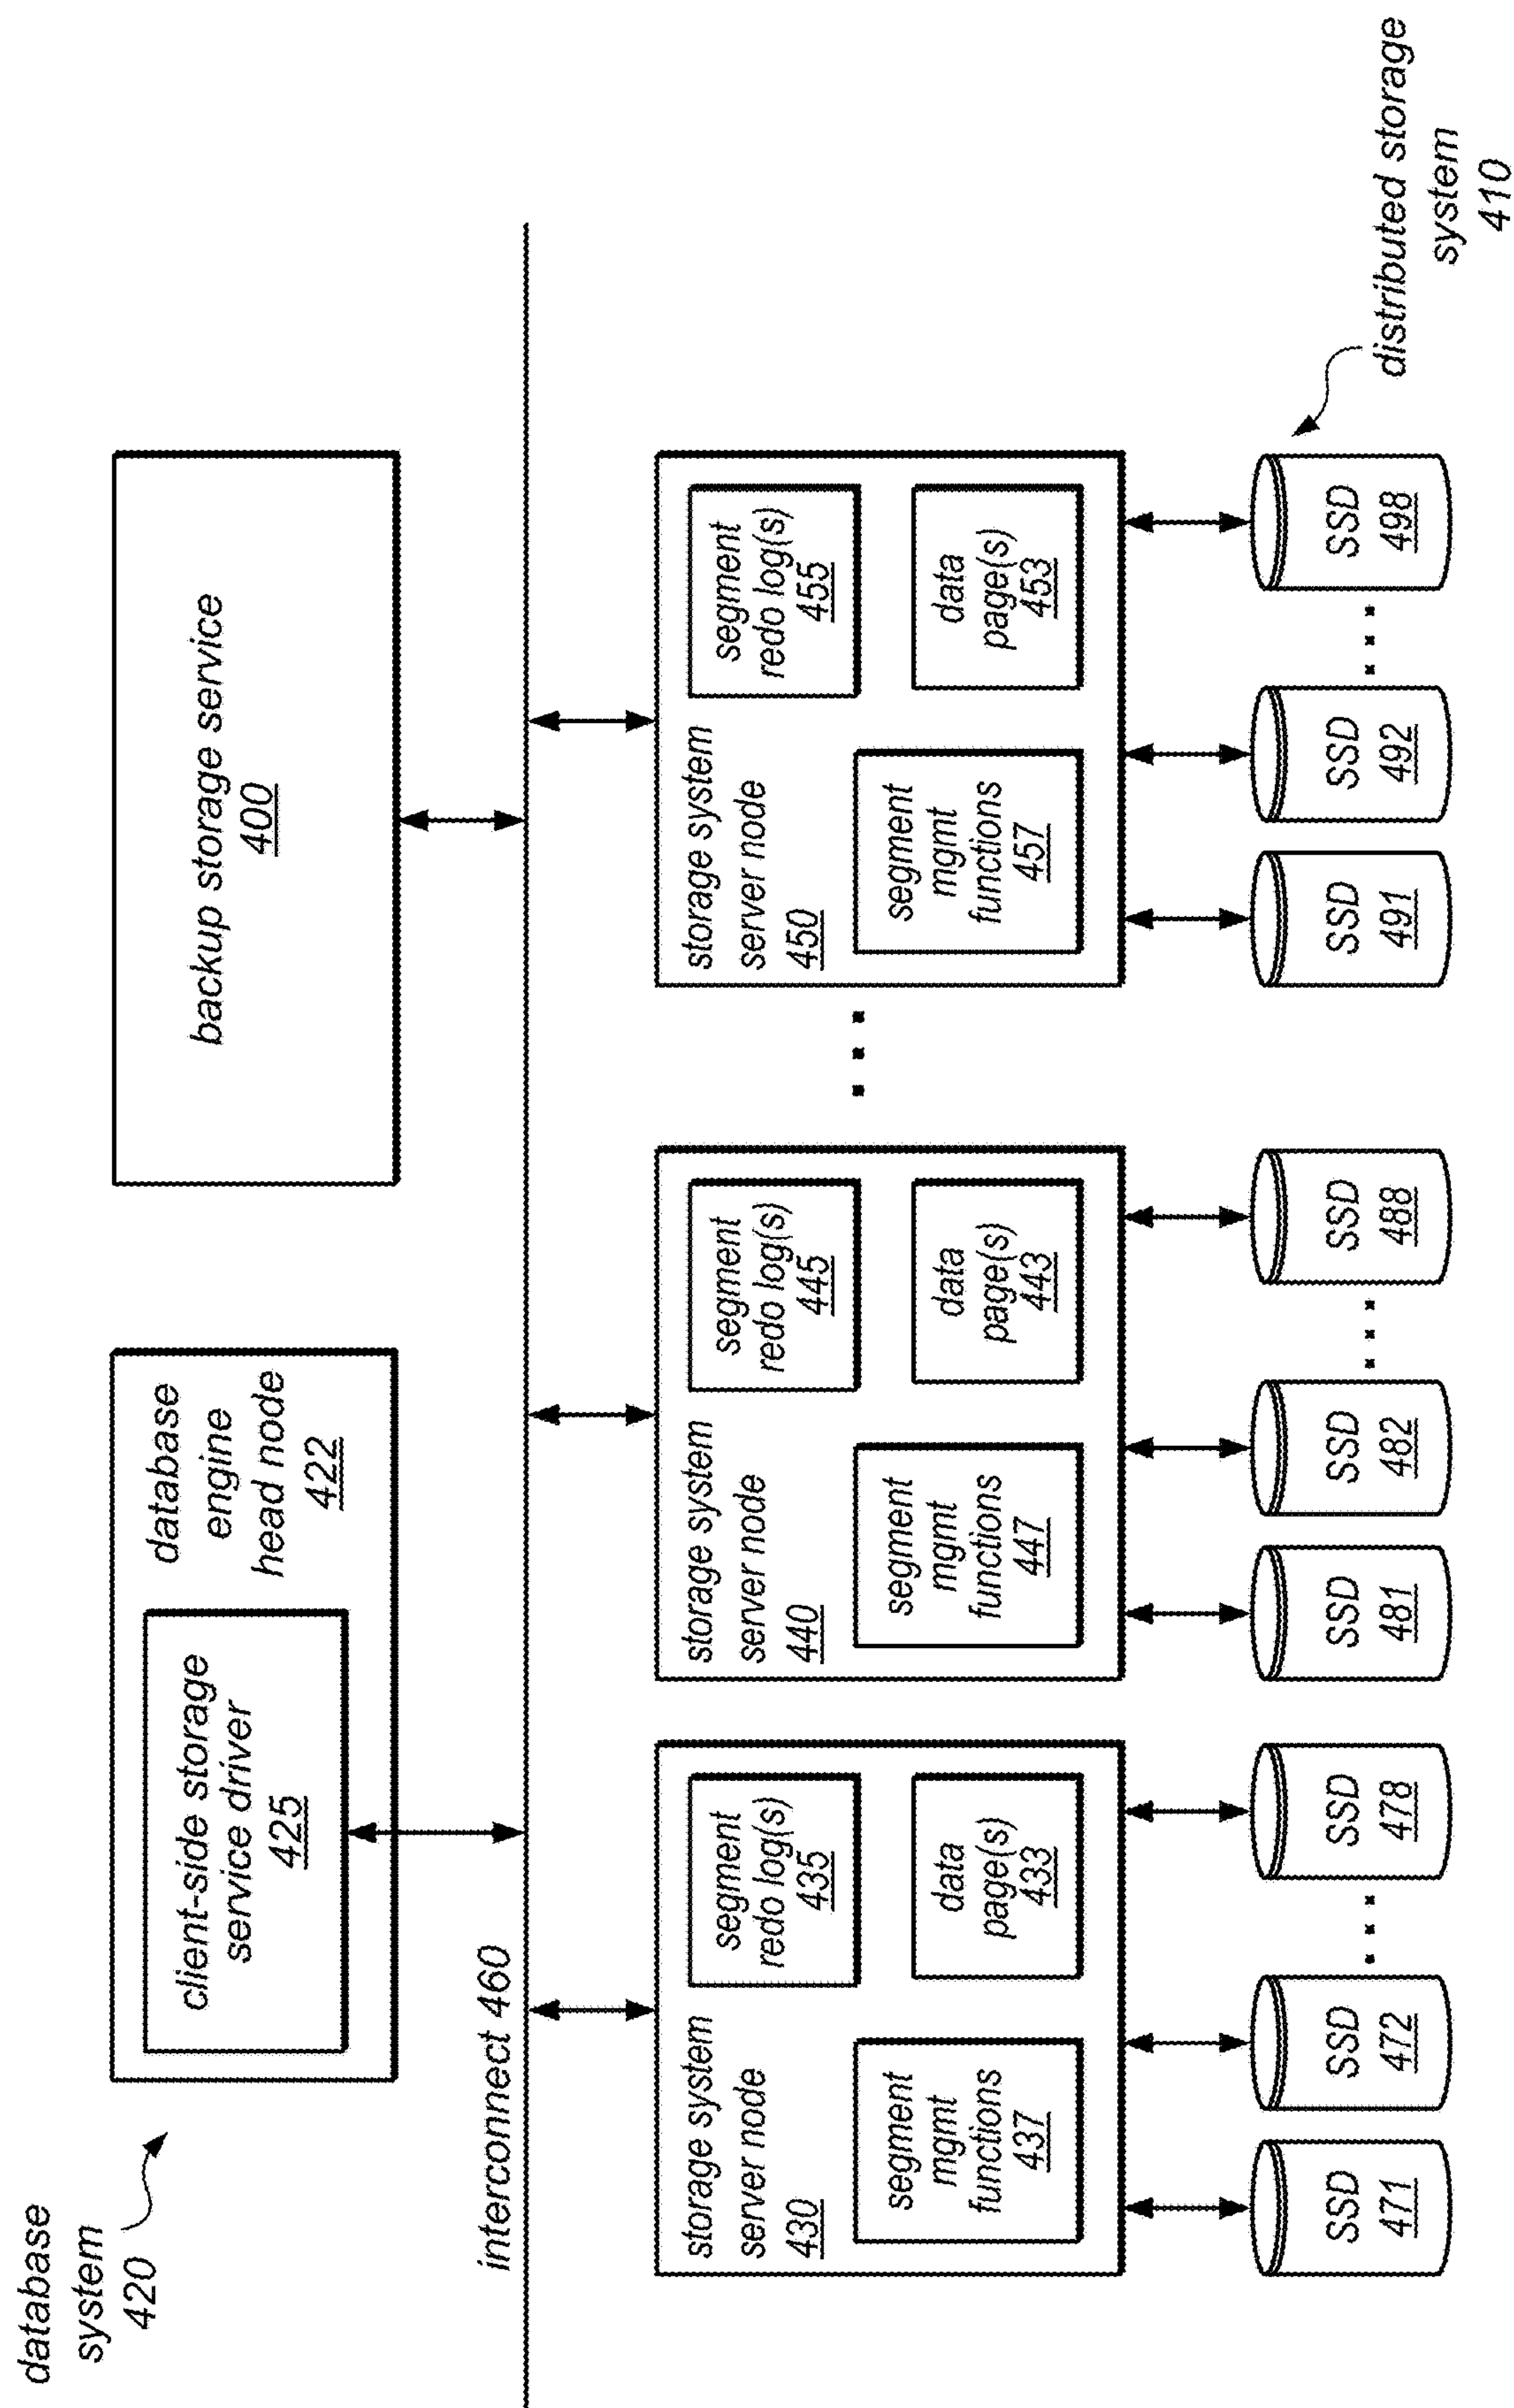 database
system
420
database
engine
head node
422
client-side storage
service driver
425
backup storage service
400
interconnect 460
storage system
server node
430
segment
redo log(s)
435
segment
mgmt
functions
437
data
page(s)
433
storage system
server node
440
segment
redo log(s)
445
segment
mgmt
functions
447
data
page(s)
443
storage system
server node
450
segment
redo log(s)
455
segment
mgmt
functions
457
data
page(s)
453
SSD
471
SSD
472
SSD
478
SSD
481
SSD
482
SSD
488
SSD
491
SSD
492
SSD
498
distributed storage
system
410